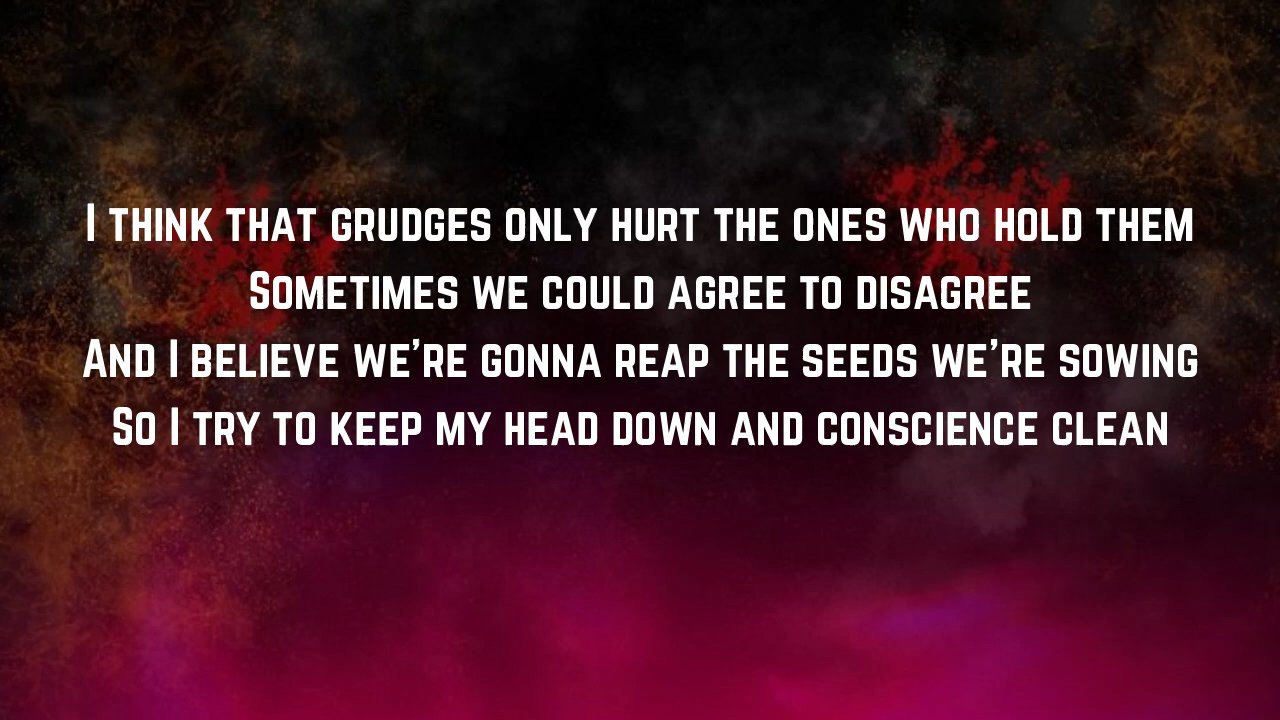 I think that grudges only hurt the ones who hold them
Sometimes we could agree to disagree
And I believe we're gonna reap the seeds we're sowing
So I try to keep my head down and conscience clean